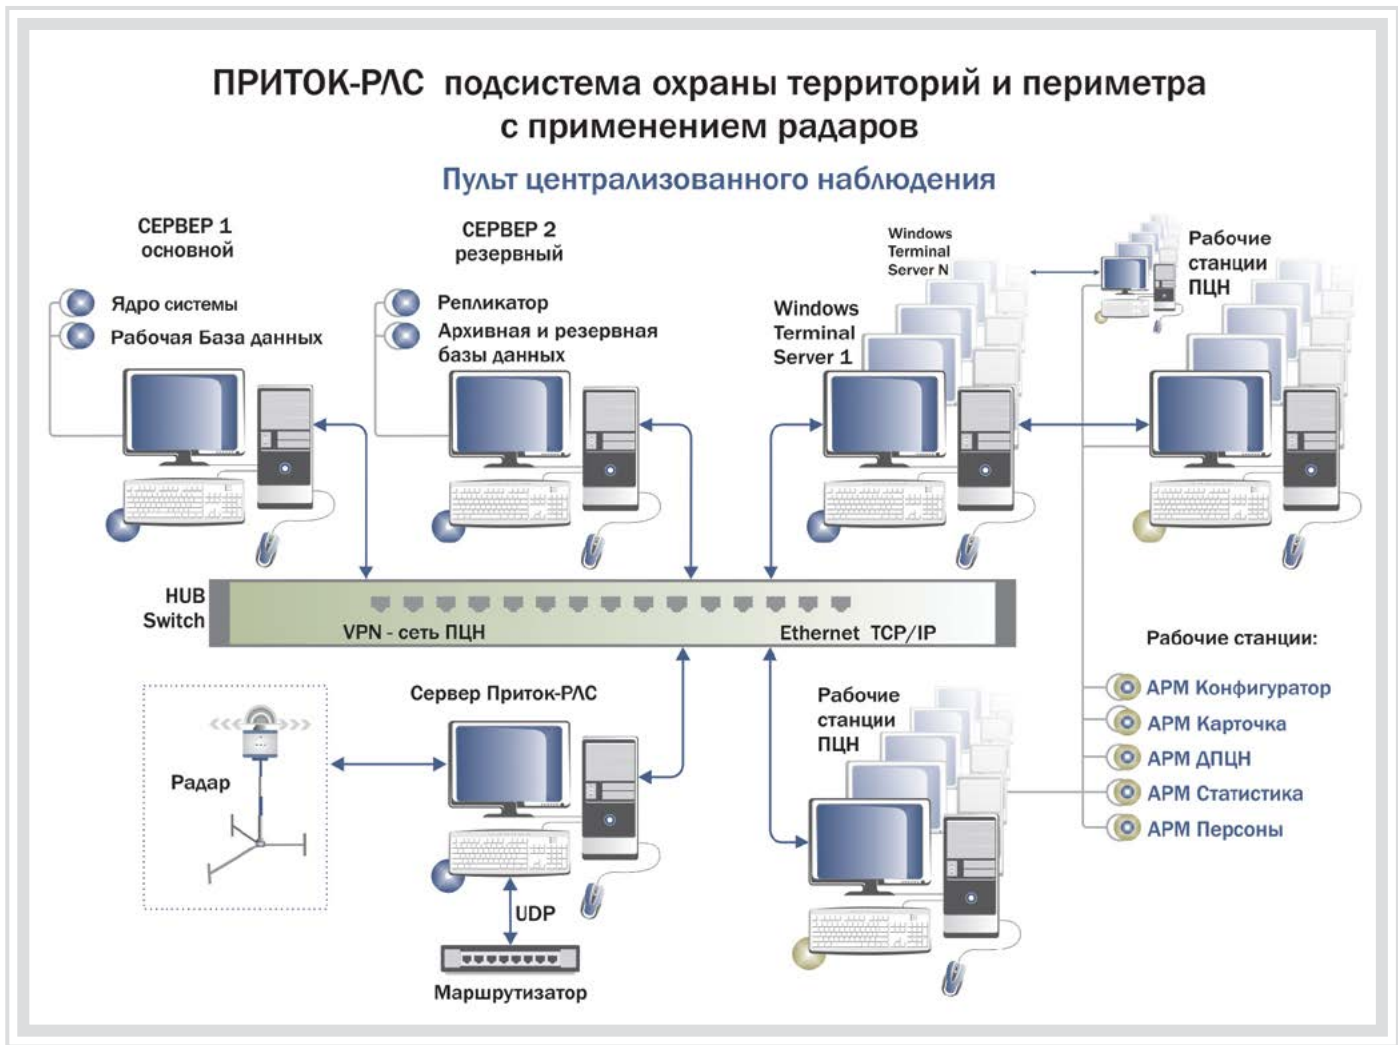 ПРИТОК-РЛС подсистема охраны территорий и периметра
с применением радаров
Пульт централизованного наблюдения
СЕРВЕР 1
основной
Ядро системы
Рабочая База данных
СЕРВЕР 2
резервный
Репликатор
Архивная и резервная
базы данных
Windows
Terminal
Server N
Windows
Terminal
Server 1
Рабочие
станции
ПЦН
HUB
Switch
VPN - сеть ПЦН
Ethernet TCP/IP
Рабочие станции:
АРМ Конфигуратор
АРМ Карточка
АРМ ДПЦН
АРМ Статистика
АРМ Персоны
Сервер Приток-РЛС
Радар
UDP
Маршрутизатор
Рабочие
станции
ПЦН